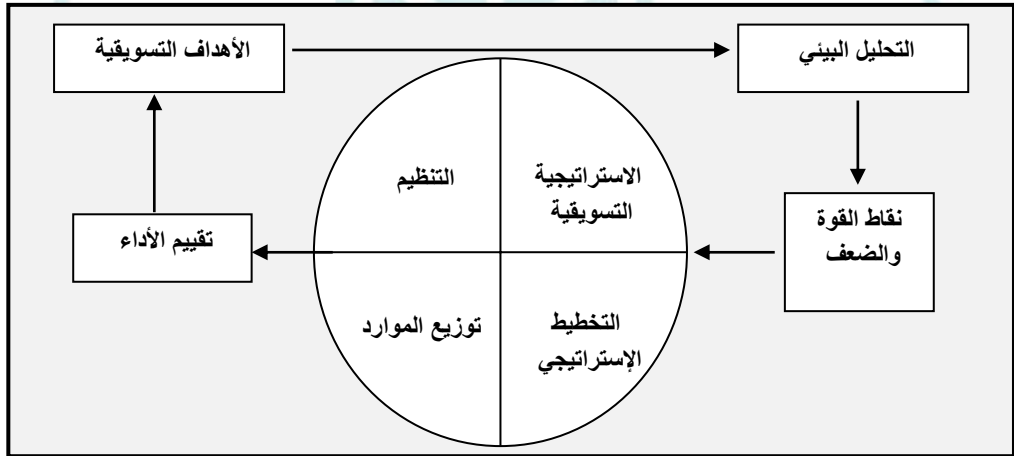 التحليل البيئي
الأهداف التسويقية
الاستراتيجية
التسويقية
التنظيم
نقاط القوة
والضعف
تقييم الأداء
التخطيط
الإستراتيجي
توزيع الموارد